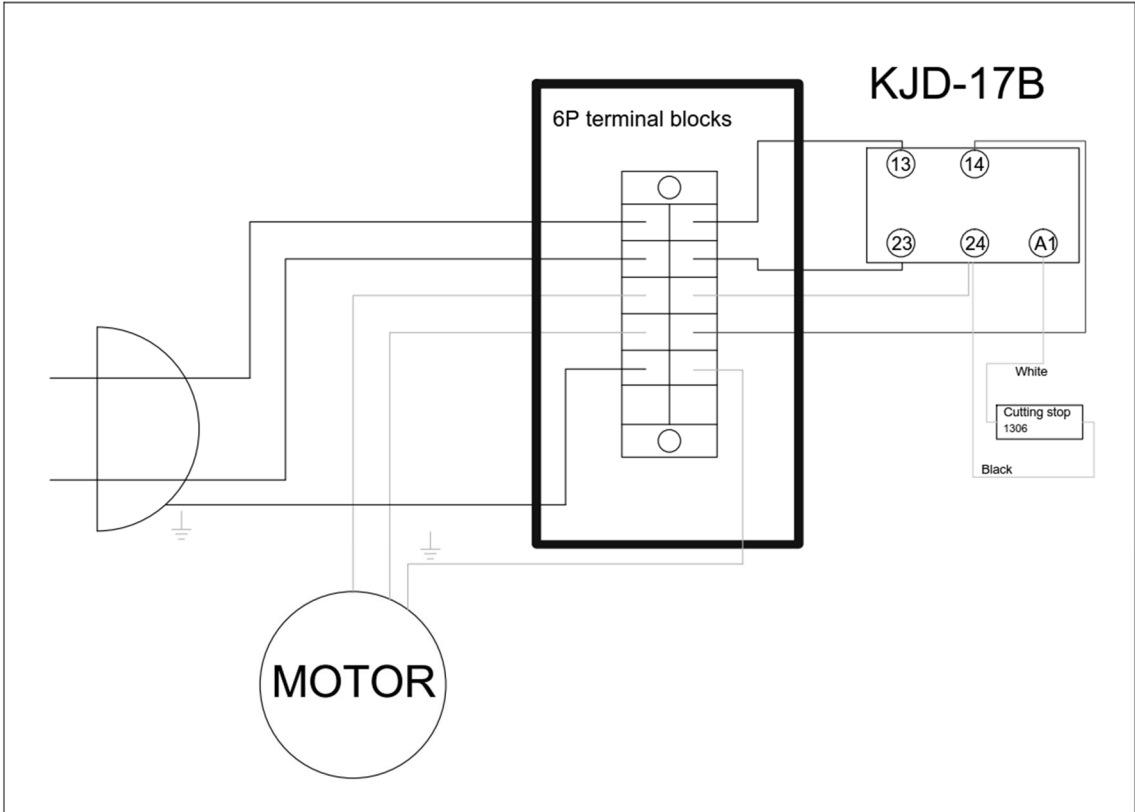 KJD-17B
6P terminal blocks
13
14
23
24
A1
White
Cutting stop
1306
Black
MOTOR